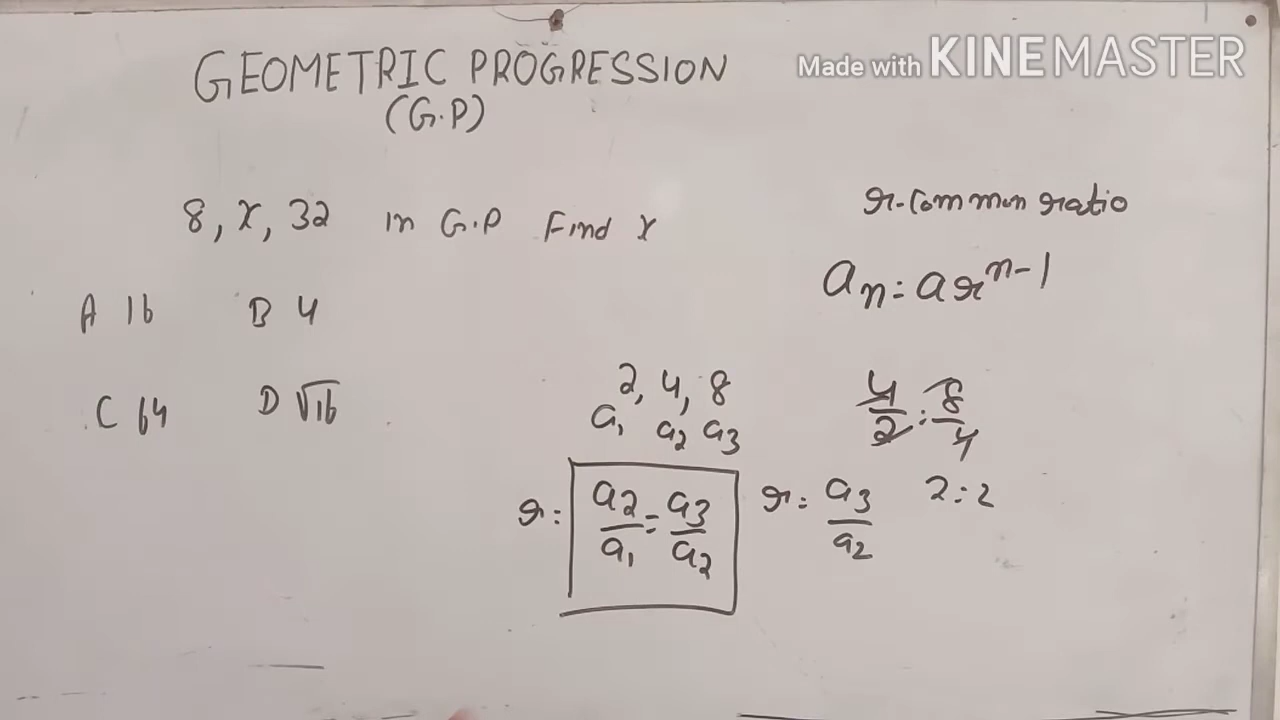 GEOMETRIC PROGRESSION
(G.P)
Made with KINEMASTER
8, x, 32 in G.P Find x
A 16 B 4
C 64 D √16
r-common ratio
an = ar^n-1
2, 4, 8
a1 a2 a3
4/2 = 8/4
r = a2/a1 = a3/a2
r = a3/a2
2 = 2